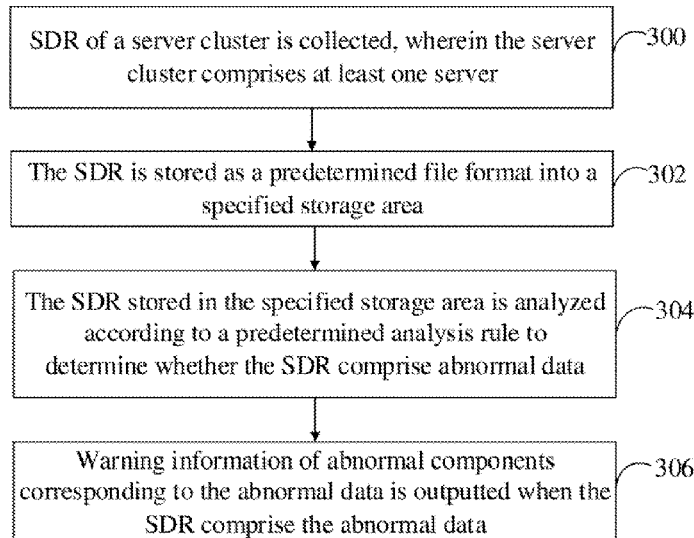 SDR of a server cluster is collected, wherein the server
cluster comprises at least one server
300
The SDR is stored as a predetermined file format into a
specified storage area
302
The SDR stored in the specified storage area is analyzed
according to a predetermined analysis rule to
determine whether the SDR comprise abnormal data
304
Warning information of abnormal components
corresponding to the abnormal data is outputted when the
SDR comprise the abnormal data
306